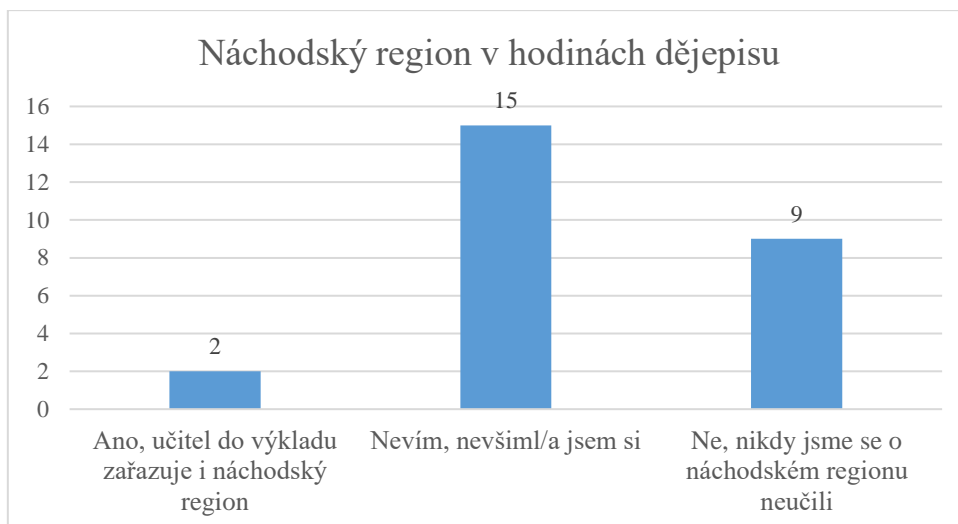 Náchodský region v hodinách dějepisu
16
14
12
10
8
6
4
2
0
2
15
9
Ano, učitel do výkladu
zařazuje i náchodský
region
Nevím, nevšiml/a jsem si
Ne, nikdy jsme se o
náchodském regionu
neučili